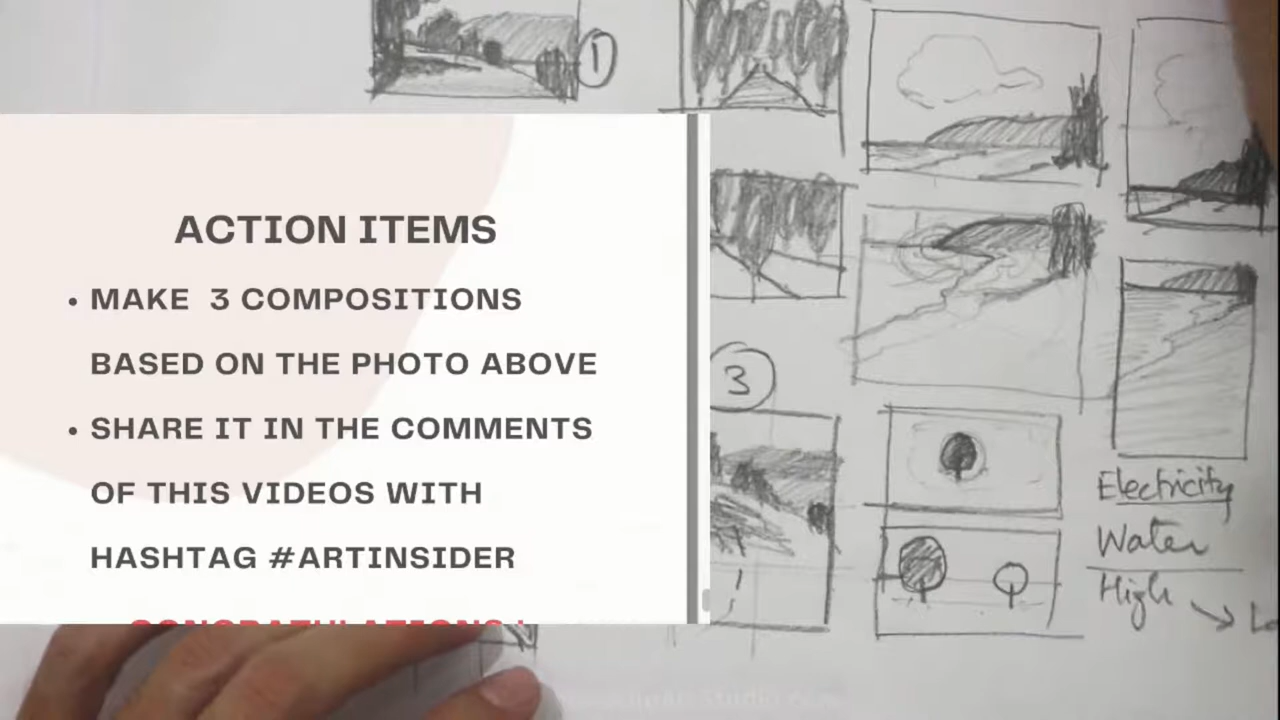 1
ACTION ITEMS
• MAKE 3 COMPOSITIONS
BASED ON THE PHOTO ABOVE
• SHARE IT IN THE COMMENTS
OF THIS VIDEOS WITH
HASHTAG #ARTINSIDER
CONGRATULATIONS !
3
Electricity
Water
High